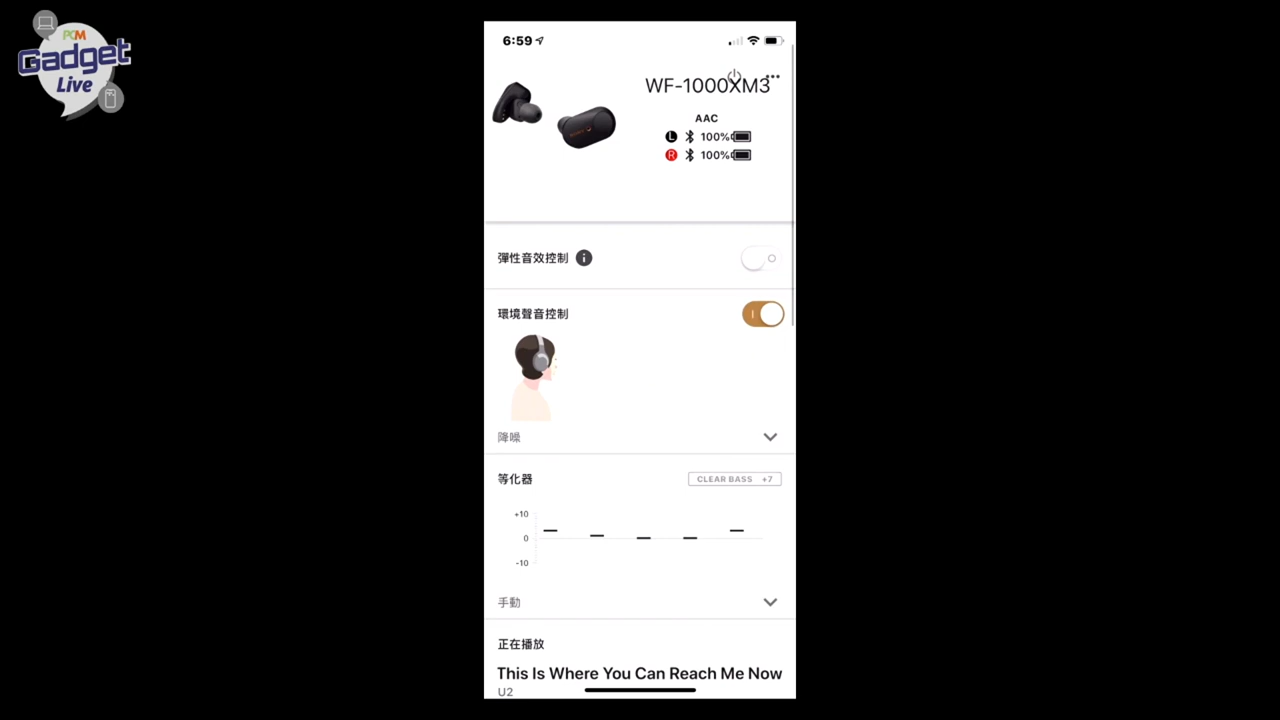 PCM
Gadget
Live
6:59
WF-1000XM3
AAC
L 100%
R 100%
彈性音效控制
環境聲音控制
降噪
等化器
CLEAR BASS +7
+10
0
-10
手動
正在播放
This Is Where You Can Reach Me Now
U2